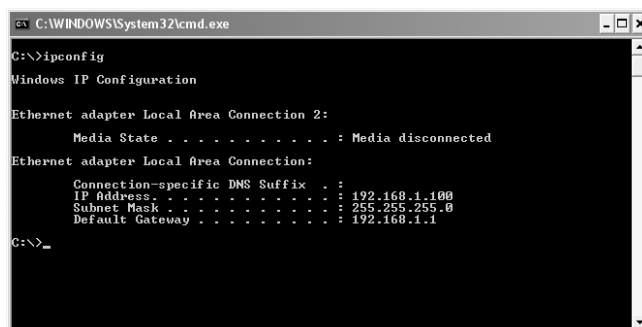 C:\WINDOWS\System32\cmd.exe
C:\>ipconfig
Windows IP Configuration
Ethernet adapter Local Area Connection 2:
Media State . . . . . . . . . . . : Media disconnected
Ethernet adapter Local Area Connection:
Connection-specific DNS Suffix  . :
IP Address. . . . . . . . . . . . : 192.168.1.100
Subnet Mask . . . . . . . . . . . : 255.255.255.0
Default Gateway . . . . . . . . . : 192.168.1.1
C:\>_